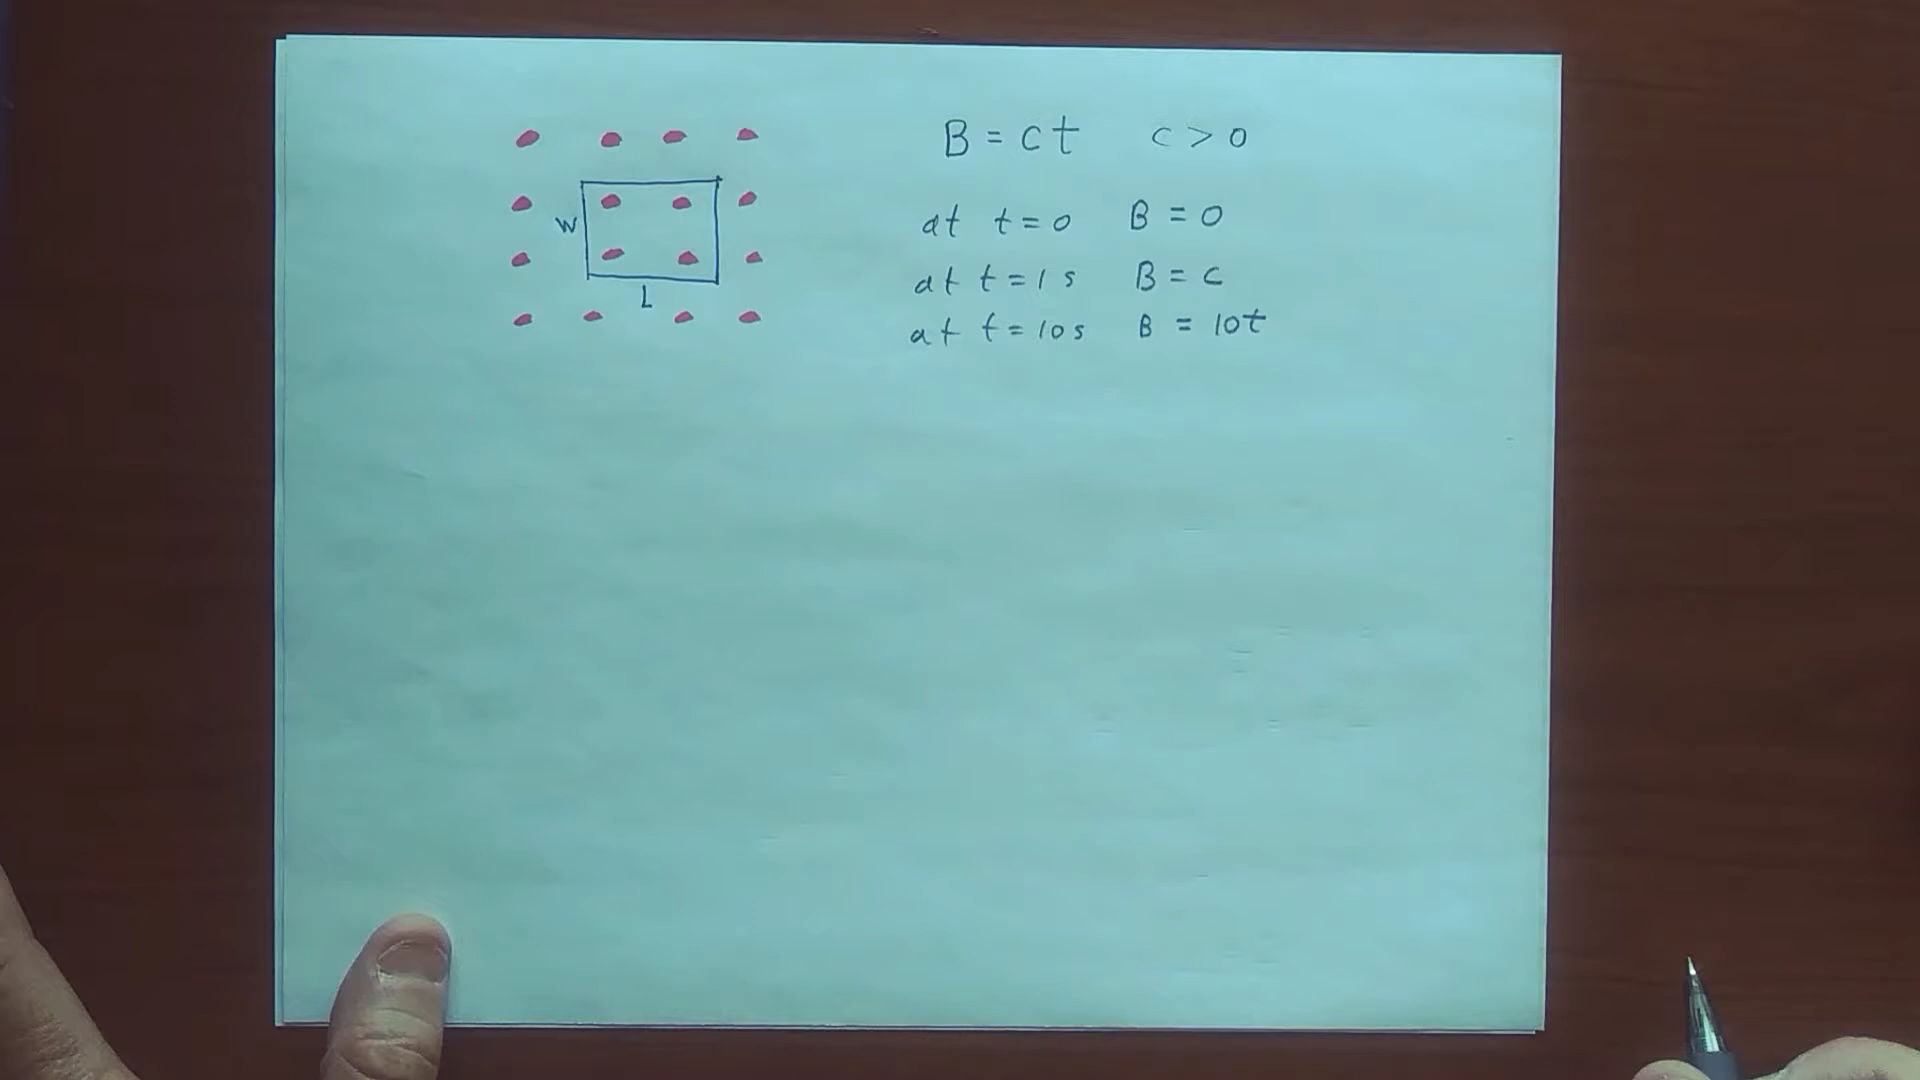 B = ct c > 0
W
at t = 0 B = 0
at t = 1 s B = c
L
at t = 10 s B = 10t